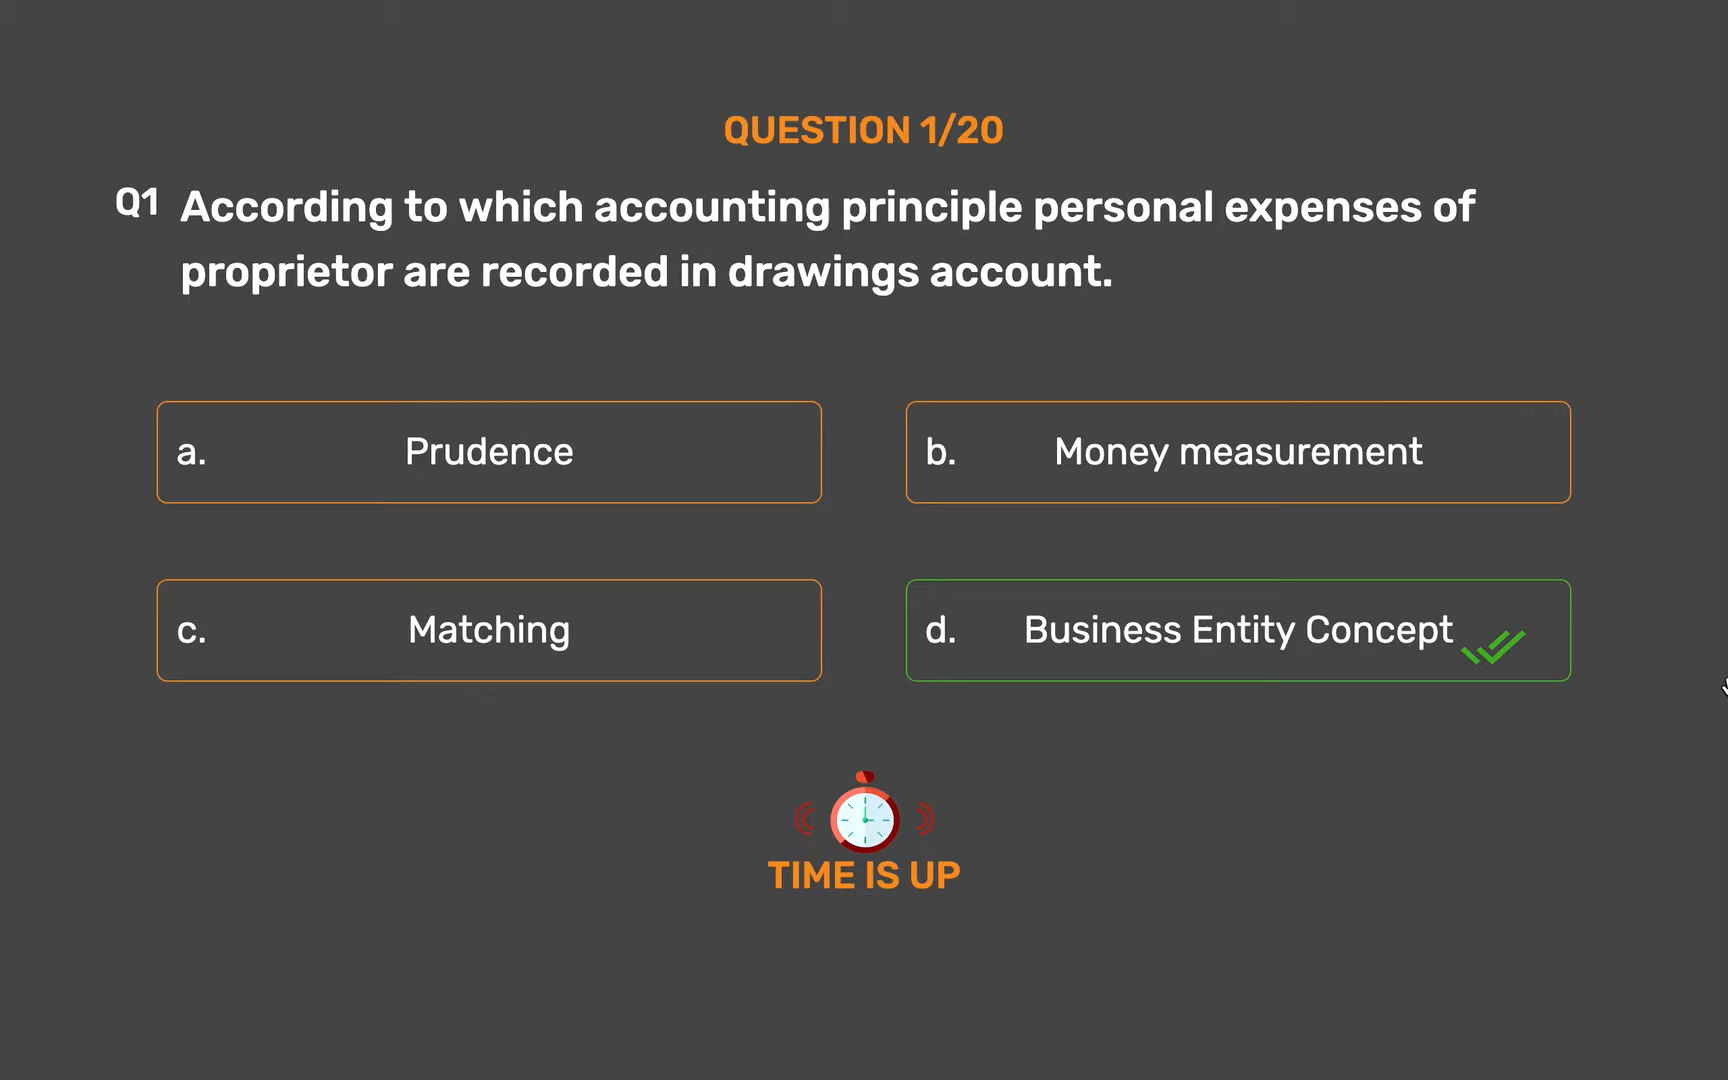 QUESTION 1/20
Q1 According to which accounting principle personal expenses of
proprietor are recorded in drawings account.
a. Prudence
b. Money measurement
c. Matching
d. Business Entity Concept
TIME IS UP